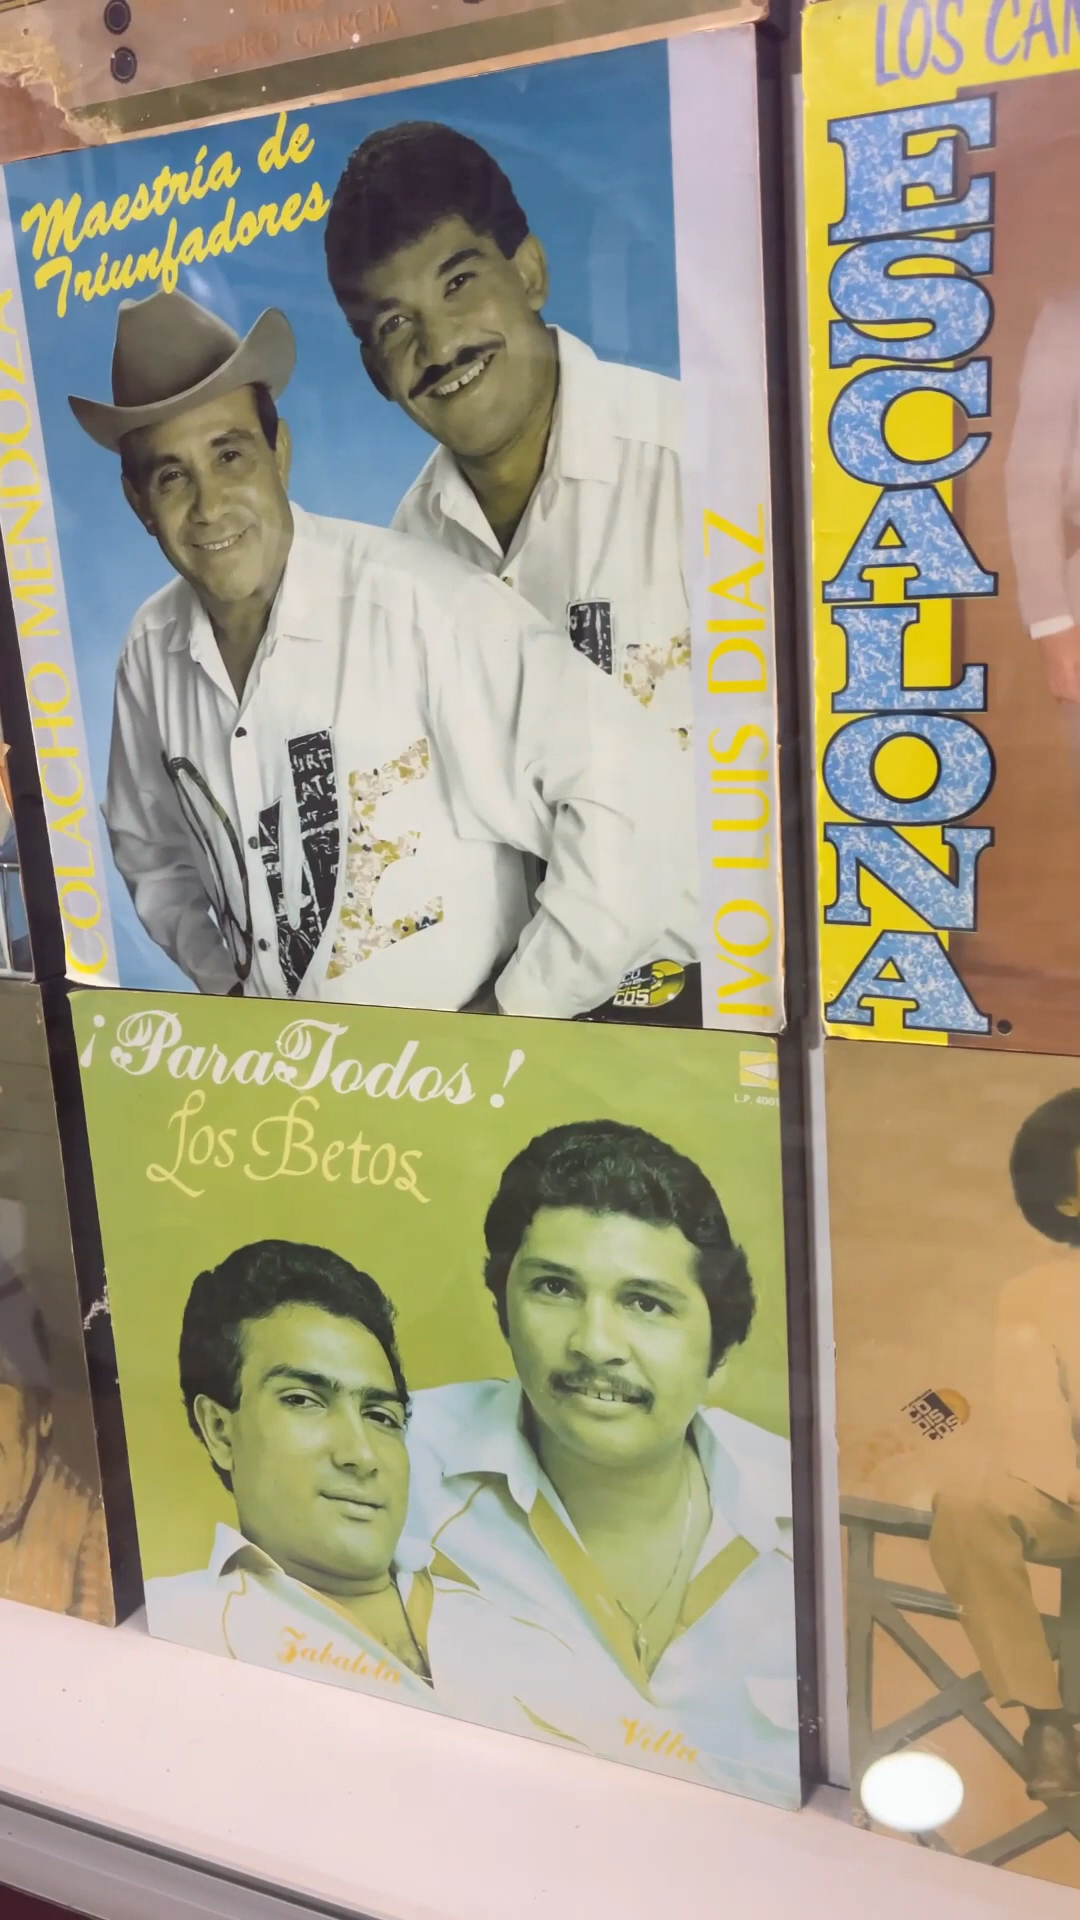 PEDRO GARCIA
Maestría de
Triunfadores
COLACHO MENDOZA
IVO LUIS DIAZ
LOS CAN
ESCALONA
¡Para Todos!
Los Betos
L.P. 4001
Zabaleta
Villa